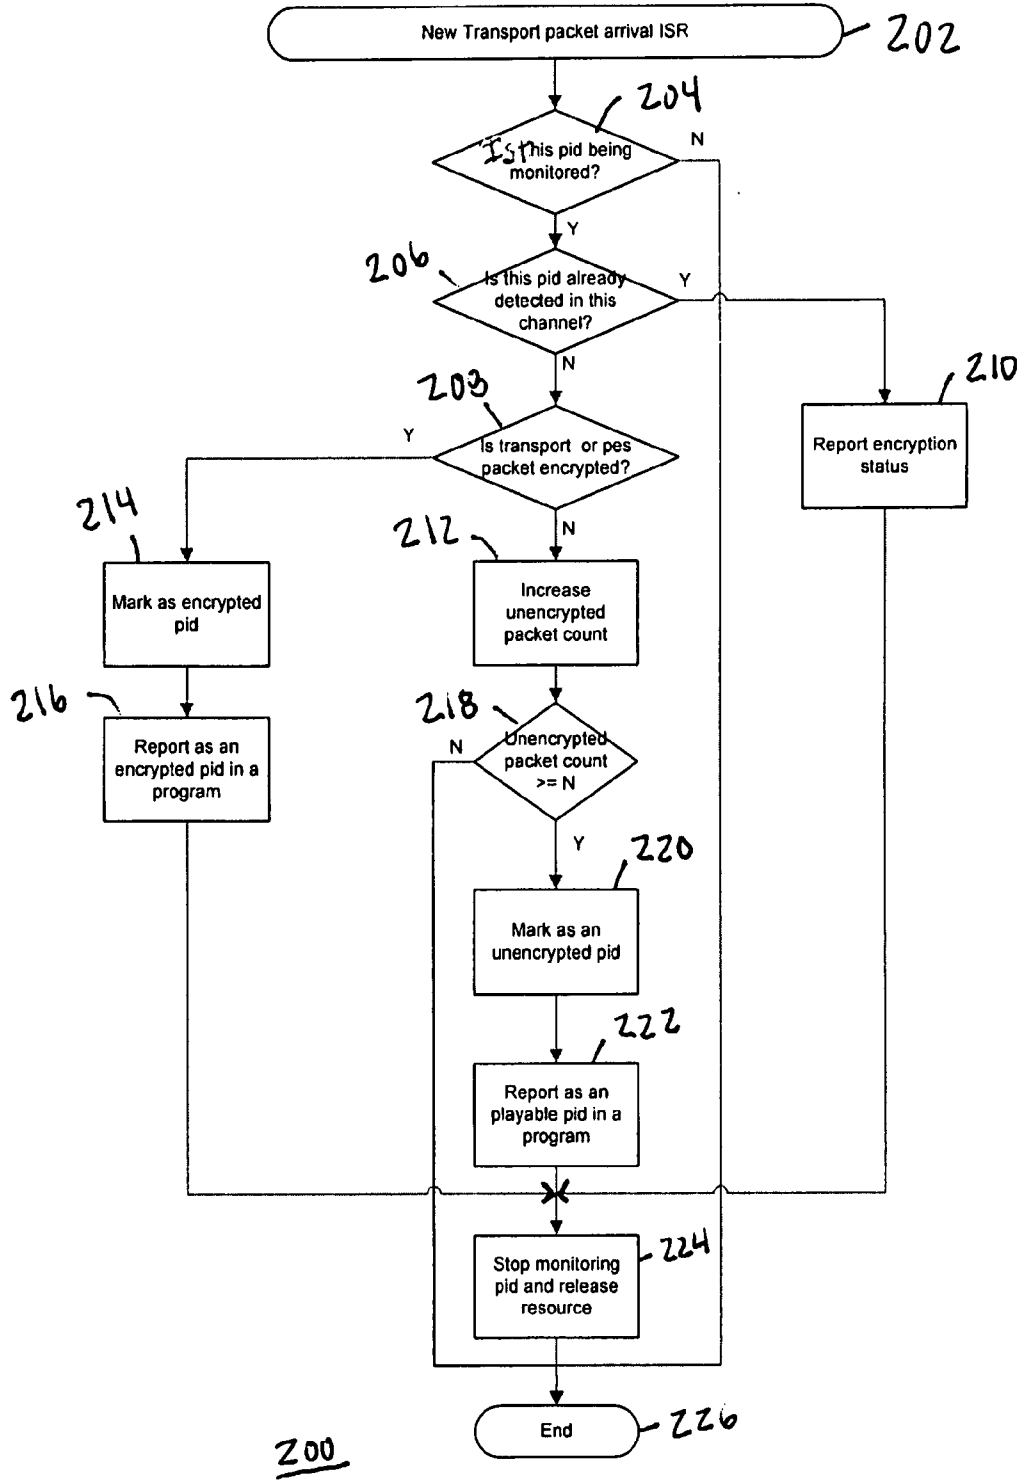 New Transport packet arrival ISR
202
204
Is this pid being
monitored?
N
Y
206
Is this pid already
detected in this
channel?
Y
N
210
Report encryption
status
208
Is transport or pes
packet encrypted?
Y
N
214
Mark as encrypted
pid
212
Increase
unencrypted
packet count
216
Report as an
encrypted pid in a
program
218
Unencrypted
packet count
>= N
N
Y
220
Mark as an
unencrypted pid
222
Report as an
playable pid in a
program
224
Stop monitoring
pid and release
resource
End
226
200